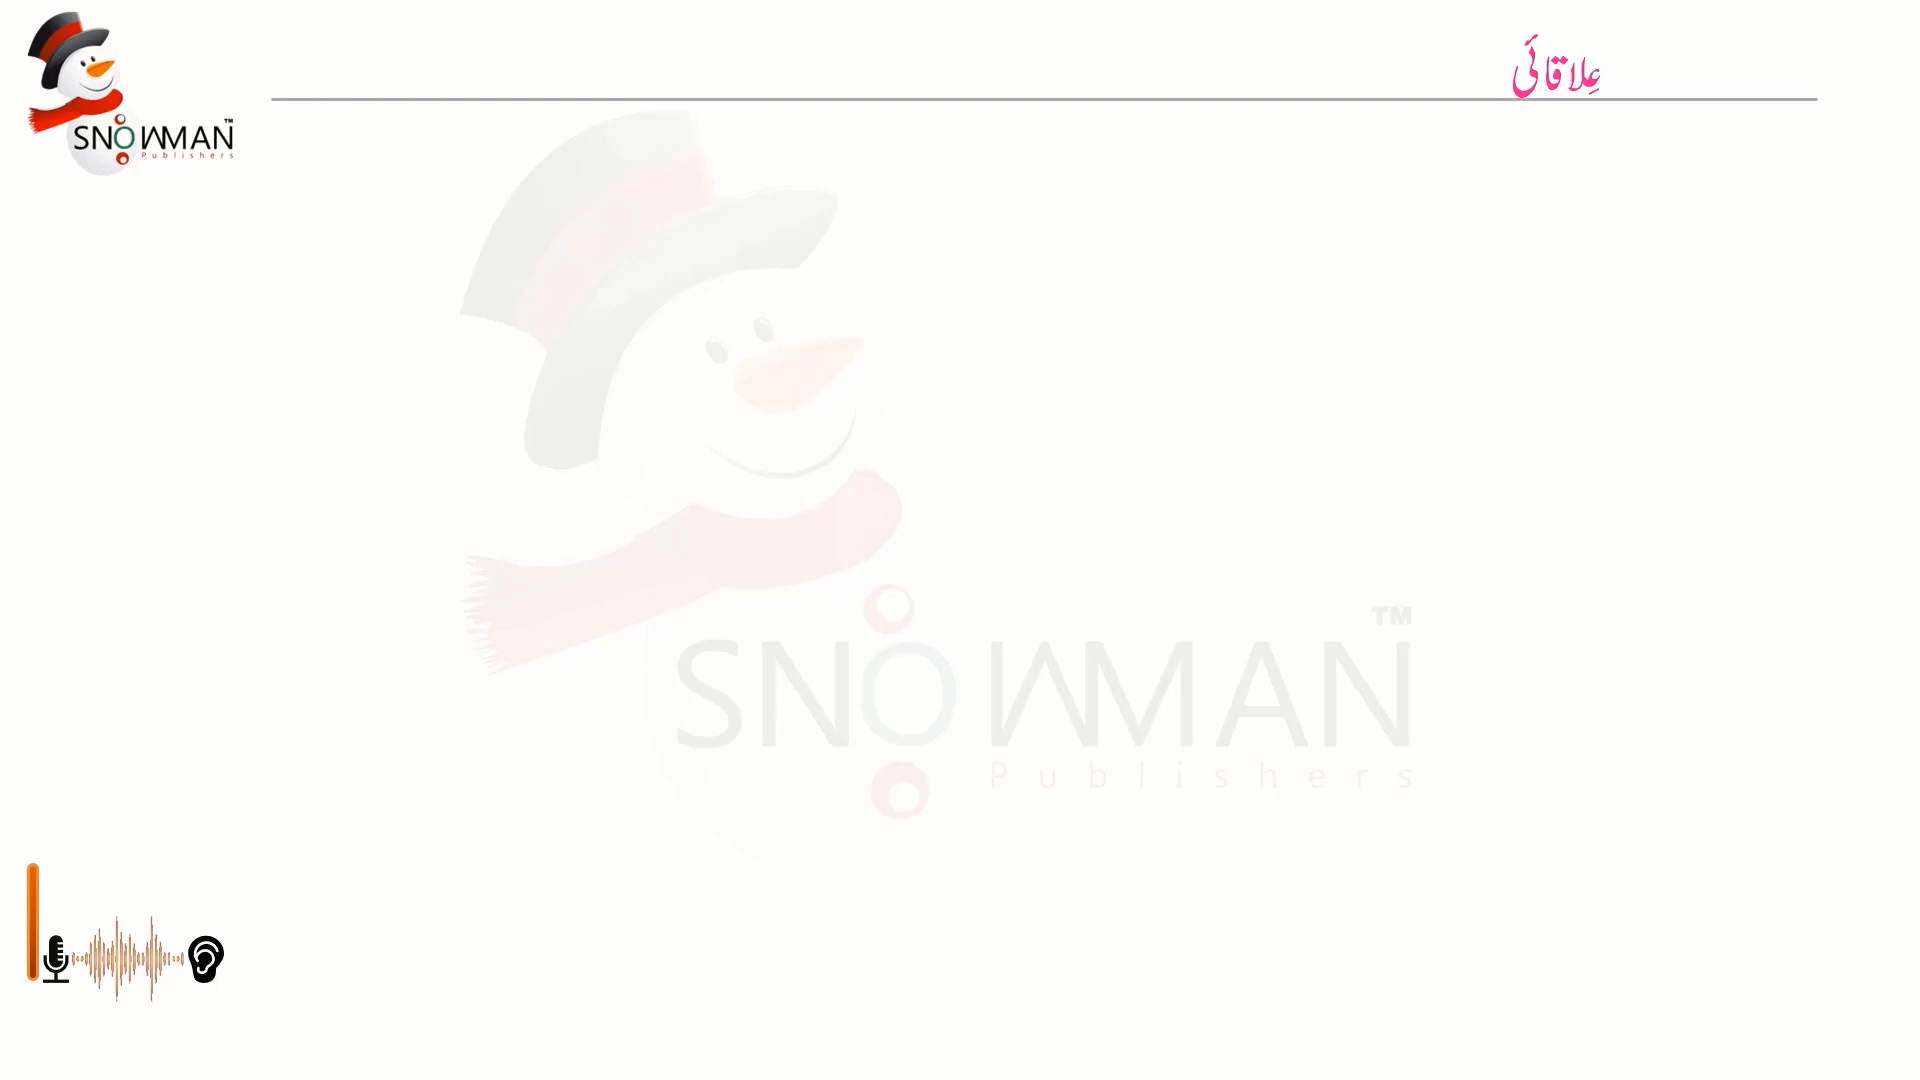 عِلاقائی
SNOWMAN™
Publishers
SNOWMAN™
Publishers